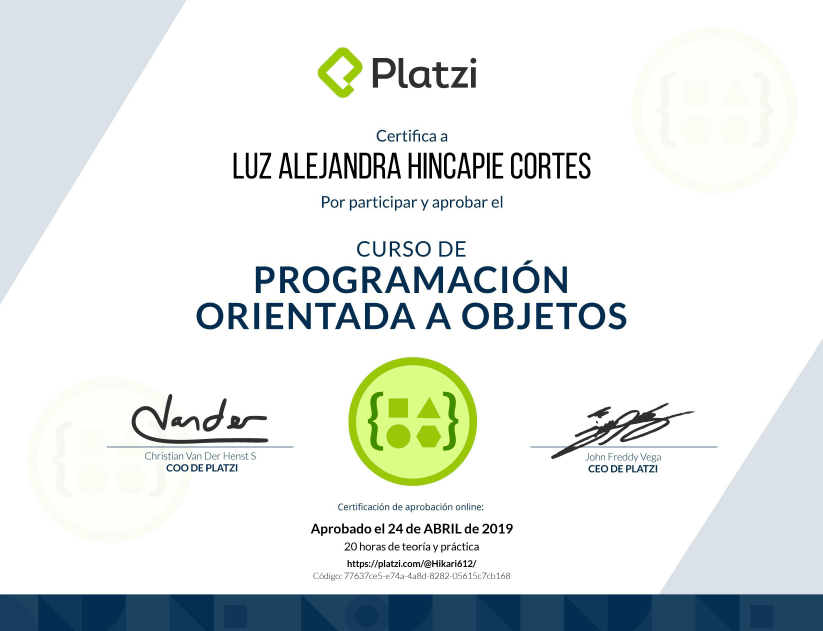 Platzi
Certifica a
LUZ ALEJANDRA HINCAPIE CORTES
Por participar y aprobar el
CURSO DE
PROGRAMACIÓN
ORIENTADA A OBJETOS
Vander
Christian Van Der Henst S
COO DE PLATZI
John Freddy Vega
CEO DE PLATZI
Certificación de aprobación online:
Aprobado el 24 de ABRIL de 2019
20 horas de teoría y práctica
https://platzi.com/@Hikari612/
Código: 77637ce5-e74a-4a8d-8282-05615c7cb168